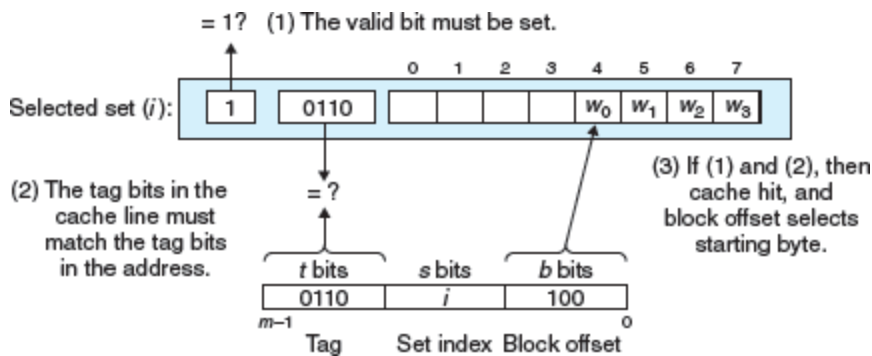 = 1? (1) The valid bit must be set.
0 1 2 3 4 5 6 7
Selected set (i): 1 0110 w0 w1 w2 w3
(2) The tag bits in the
cache line must
match the tag bits
in the address.
= ?
(3) If (1) and (2), then
cache hit, and
block offset selects
starting byte.
t bits s bits b bits
0110 i 100
m–1 0
Tag Set index Block offset